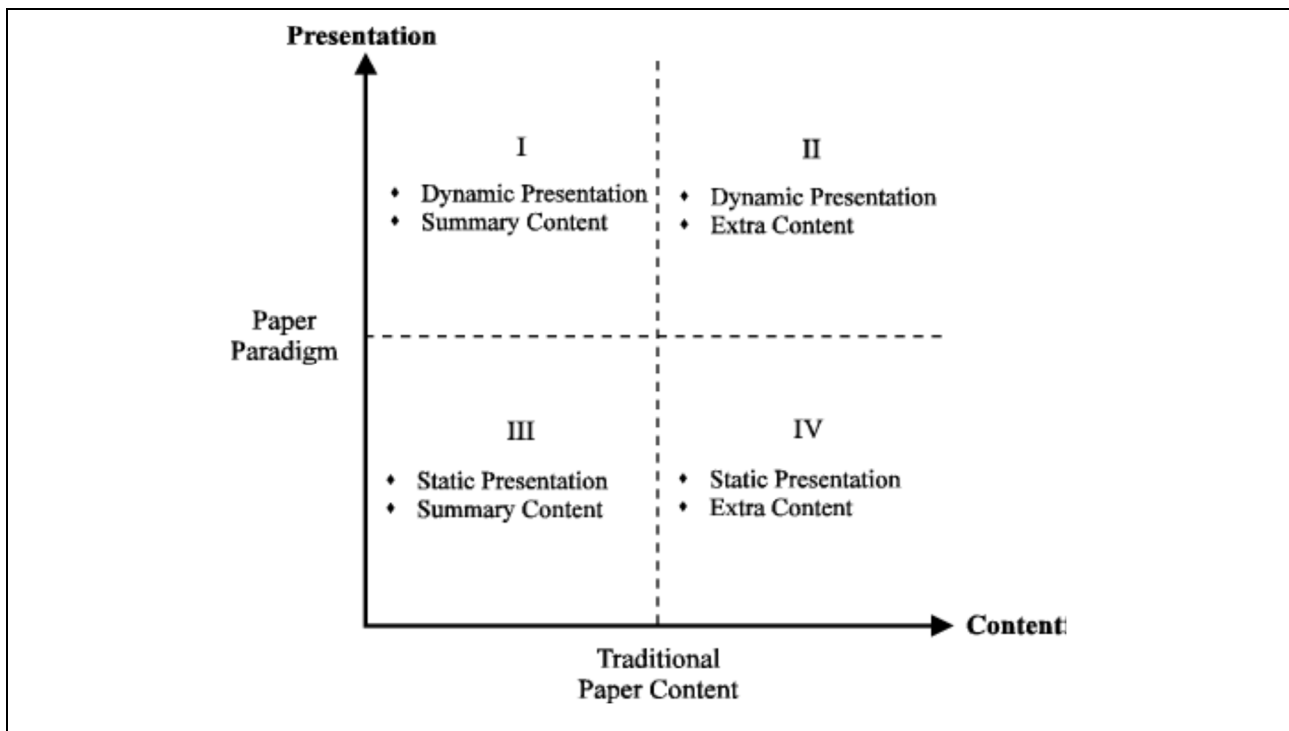 Presentation
I
♦ Dynamic Presentation
♦ Summary Content
II
♦ Dynamic Presentation
♦ Extra Content
Paper
Paradigm
III
♦ Static Presentation
♦ Summary Content
IV
♦ Static Presentation
♦ Extra Content
Content
Traditional
Paper Content